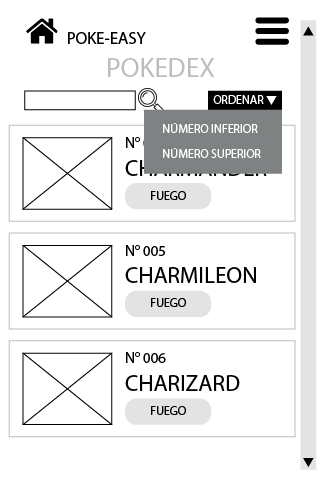 POKE-EASY
POKEDEX
ORDENAR
NÚMERO INFERIOR
NÚMERO SUPERIOR
Nº
CHARMANDER
FUEGO
Nº 005
CHARMILEON
FUEGO
Nº 006
CHARIZARD
FUEGO